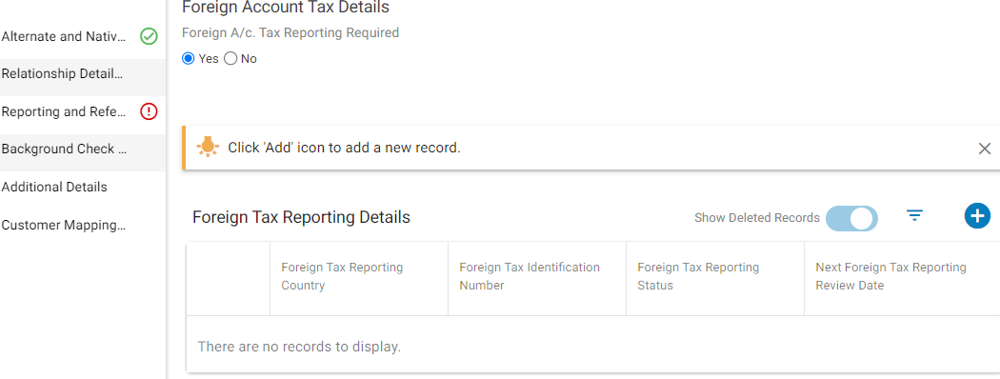 Foreign Account Tax Details
Foreign A/c. Tax Reporting Required
Yes No
Alternate and Nativ...
Relationship Detail...
Reporting and Refe...
Background Check ...
Additional Details
Customer Mapping...
Click 'Add' icon to add a new record.
Foreign Tax Reporting Details
Show Deleted Records
Foreign Tax Reporting
Country
Foreign Tax Identification
Number
Foreign Tax Reporting
Status
Next Foreign Tax Reporting
Review Date
There are no records to display.